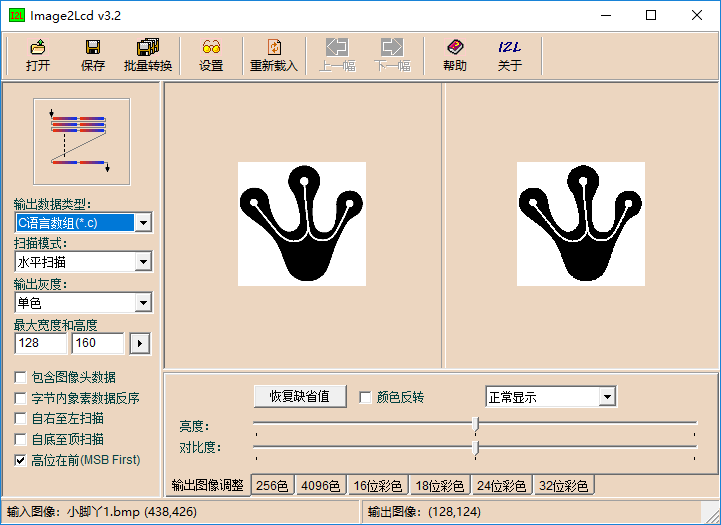 I2L Image2Lcd v3.2
打开 保存 批量转换 设置 重新载入 上一幅 下一幅 帮助 I2L 关于
输出数据类型：
C语言数组(*.c)
扫描模式：
水平扫描
输出灰度：
单色
最大宽度和高度
128 160
包含图像头数据
字节内象素数据反序
自右至左扫描
自底至顶扫描
高位在前(MSB First)
恢复缺省值 颜色反转 正常显示
亮度：
对比度：
输出图像调整 256色 4096色 16位彩色 18位彩色 24位彩色 32位彩色
输入图像： 小脚丫1.bmp (438,426) 输出图像： (128,124)